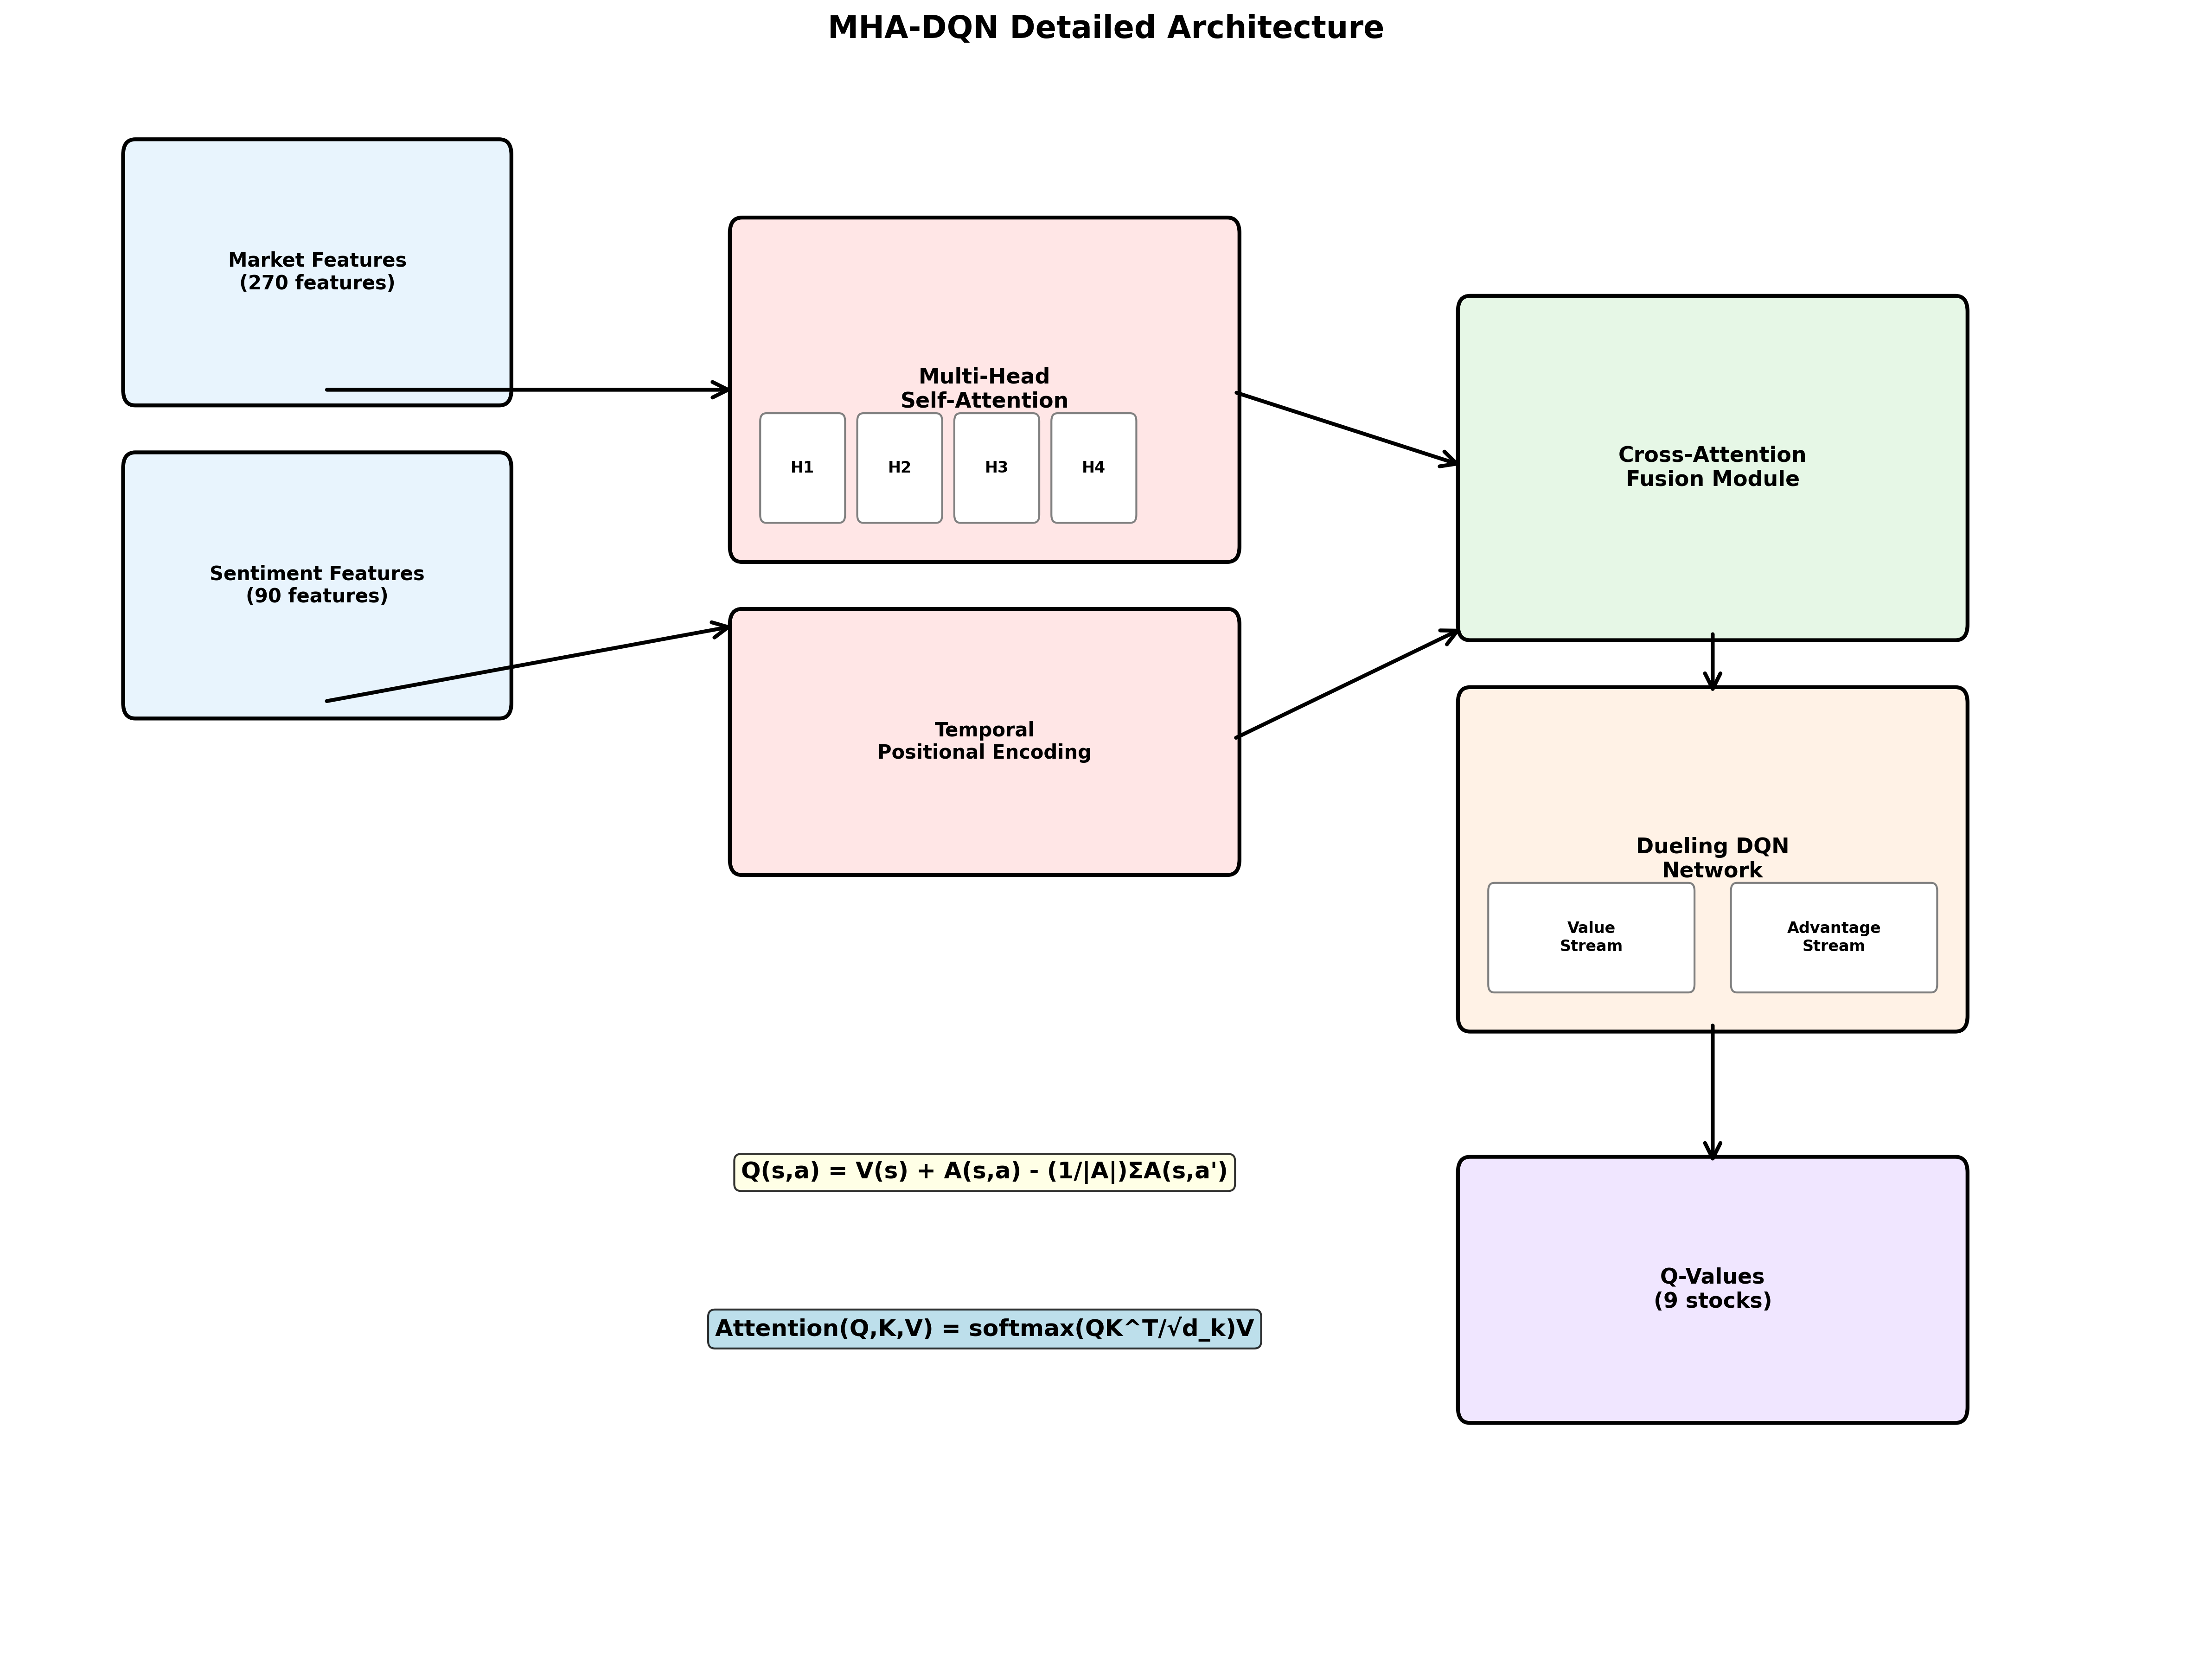 MHA-DQN Detailed Architecture
Market Features
(270 features)
Sentiment Features
(90 features)
Multi-Head
Self-Attention
H1
H2
H3
H4
Temporal
Positional Encoding
Cross-Attention
Fusion Module
Dueling DQN
Network
Value
Stream
Advantage
Stream
Q(s,a) = V(s) + A(s,a) - (1/|A|)ΣA(s,a')
Attention(Q,K,V) = softmax(QK^T/√d_k)V
Q-Values
(9 stocks)